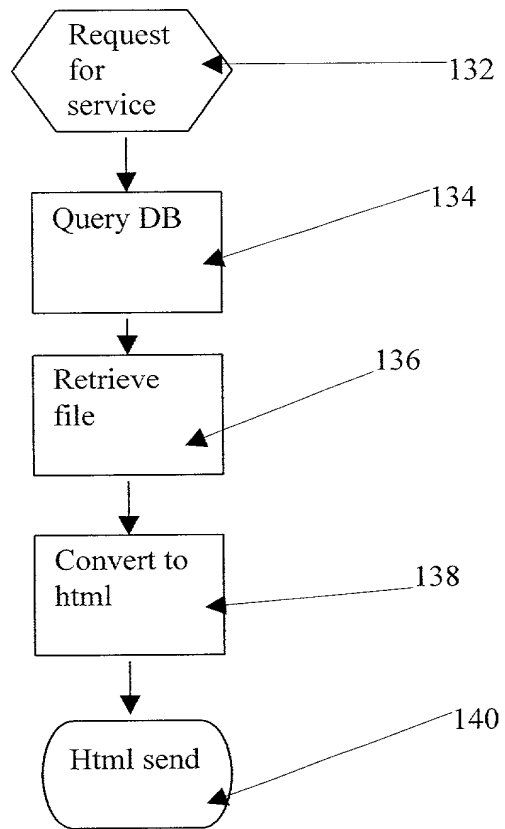 Request
for
service
132
134
Query DB
136
Retrieve
file
Convert to
html
138
140
Html send